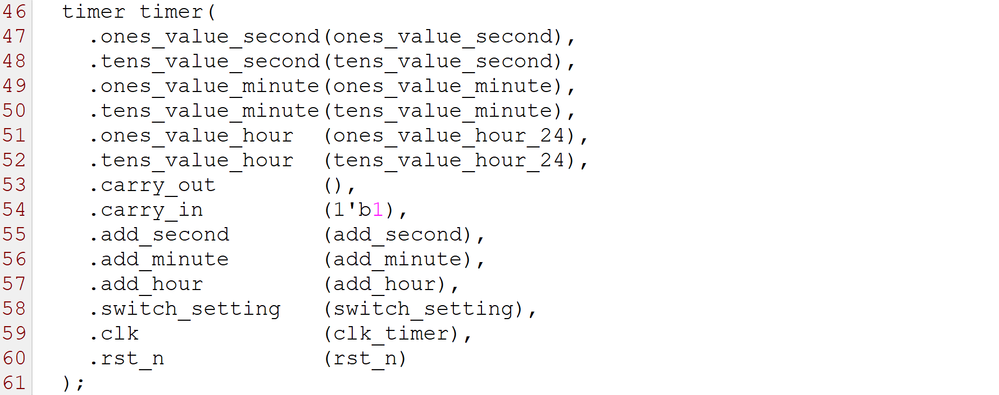 46 timer timer(
47 .ones_value_second(ones_value_second),
48 .tens_value_second(tens_value_second),
49 .ones_value_minute(ones_value_minute),
50 .tens_value_minute(tens_value_minute),
51 .ones_value_hour (ones_value_hour_24),
52 .tens_value_hour (tens_value_hour_24),
53 .carry_out (),
54 .carry_in (1'b1),
55 .add_second (add_second),
56 .add_minute (add_minute),
57 .add_hour (add_hour),
58 .switch_setting (switch_setting),
59 .clk (clk_timer),
60 .rst_n (rst_n)
61 );